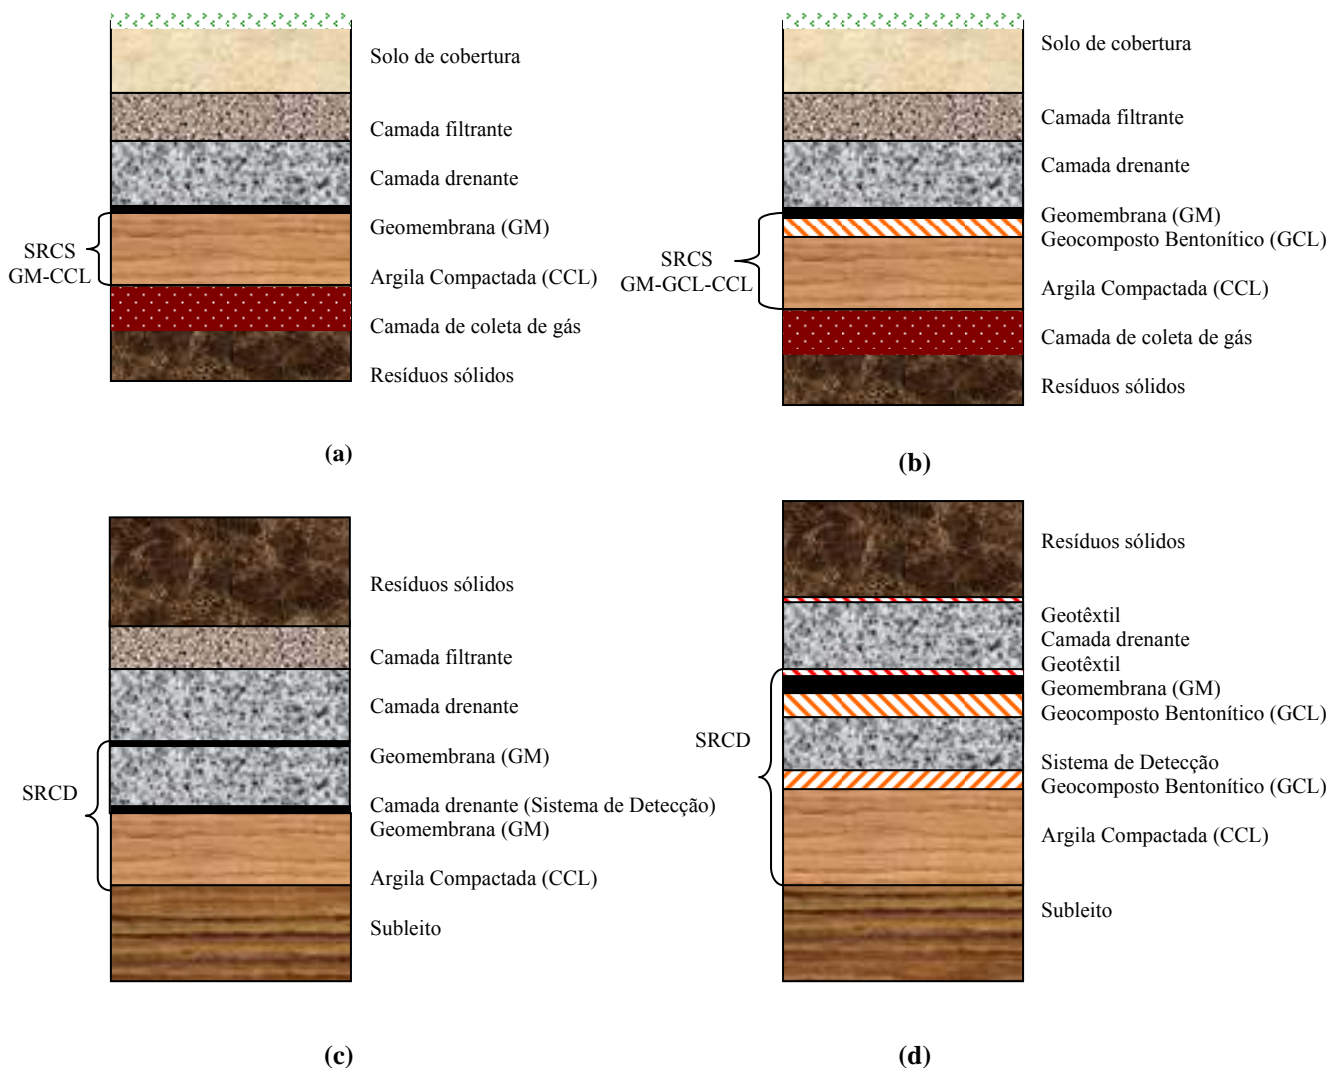 Solo de cobertura
Camada filtrante
Camada drenante
Geomembrana (GM)
SRCS
GM-CCL
Argila Compactada (CCL)
Camada de coleta de gás
Resíduos sólidos
(a)
Solo de cobertura
Camada filtrante
Camada drenante
Geomembrana (GM)
Geocomposto Bentonítico (GCL)
SRCS
GM-GCL-CCL
Argila Compactada (CCL)
Camada de coleta de gás
Resíduos sólidos
(b)
Resíduos sólidos
Camada filtrante
Camada drenante
Geomembrana (GM)
SRCD
Camada drenante (Sistema de Detecção)
Geomembrana (GM)
Argila Compactada (CCL)
Subleito
(c)
Resíduos sólidos
Geotêxtil
Camada drenante
Geotêxtil
Geomembrana (GM)
Geocomposto Bentonítico (GCL)
SRCD
Sistema de Detecção
Geocomposto Bentonítico (GCL)
Argila Compactada (CCL)
Subleito
(d)